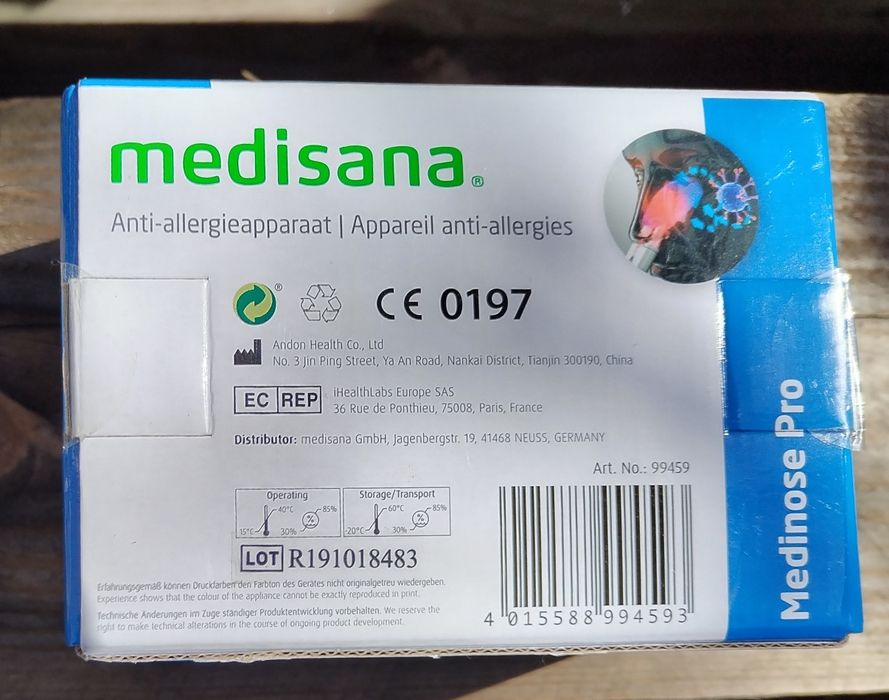 medisana®
Anti-allergieapparaat | Appareil anti-allergies
CE 0197
Andon Health Co., Ltd
No. 3 Jin Ping Street, Ya An Road, Nankai District, Tianjin 300190, China
EC REP
iHealthLabs Europe SAS
36 Rue de Ponthieu, 75008, Paris, France
Distributor: medisana GmbH, Jagenbergstr. 19, 41468 NEUSS, GERMANY
Art. No.: 99459
Operating
15°C 40°C 30% % 85%
Storage/Transport
-20°C 60°C 30% % 85%
LOT R191018483
Erfahrungsgemäß können Druckfarben den Farbton des Gerätes nicht originalgetreu wiedergeben.
Experience shows that the colour of the appliance cannot be exactly reproduced in print.
Technische Änderungen im Zuge ständiger Produktentwicklung vorbehalten. We reserve the
right to make technical alterations in the course of ongoing product development.
4 015588 994593
Medinose Pro